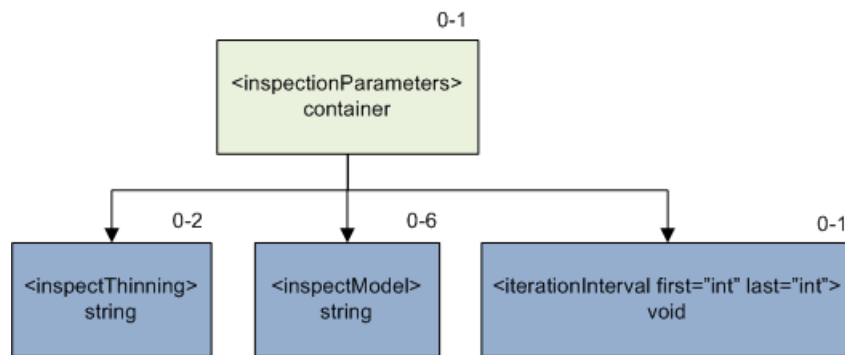 0-1
<inspectionParameters>
container
0-2
0-6
0-1
<inspectThinning>
string
<inspectModel>
string
<iterationInterval first="int" last="int">
void